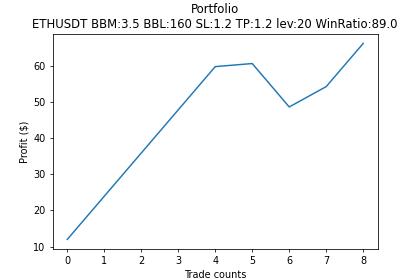 Portfolio
ETHUSDT BBM:3.5 BBL:160 SL:1.2 TP:1.2 lev:20 WinRatio:89.0
60
50
40
30
20
10
Profit ($)
0 1 2 3 4 5 6 7 8
Trade counts